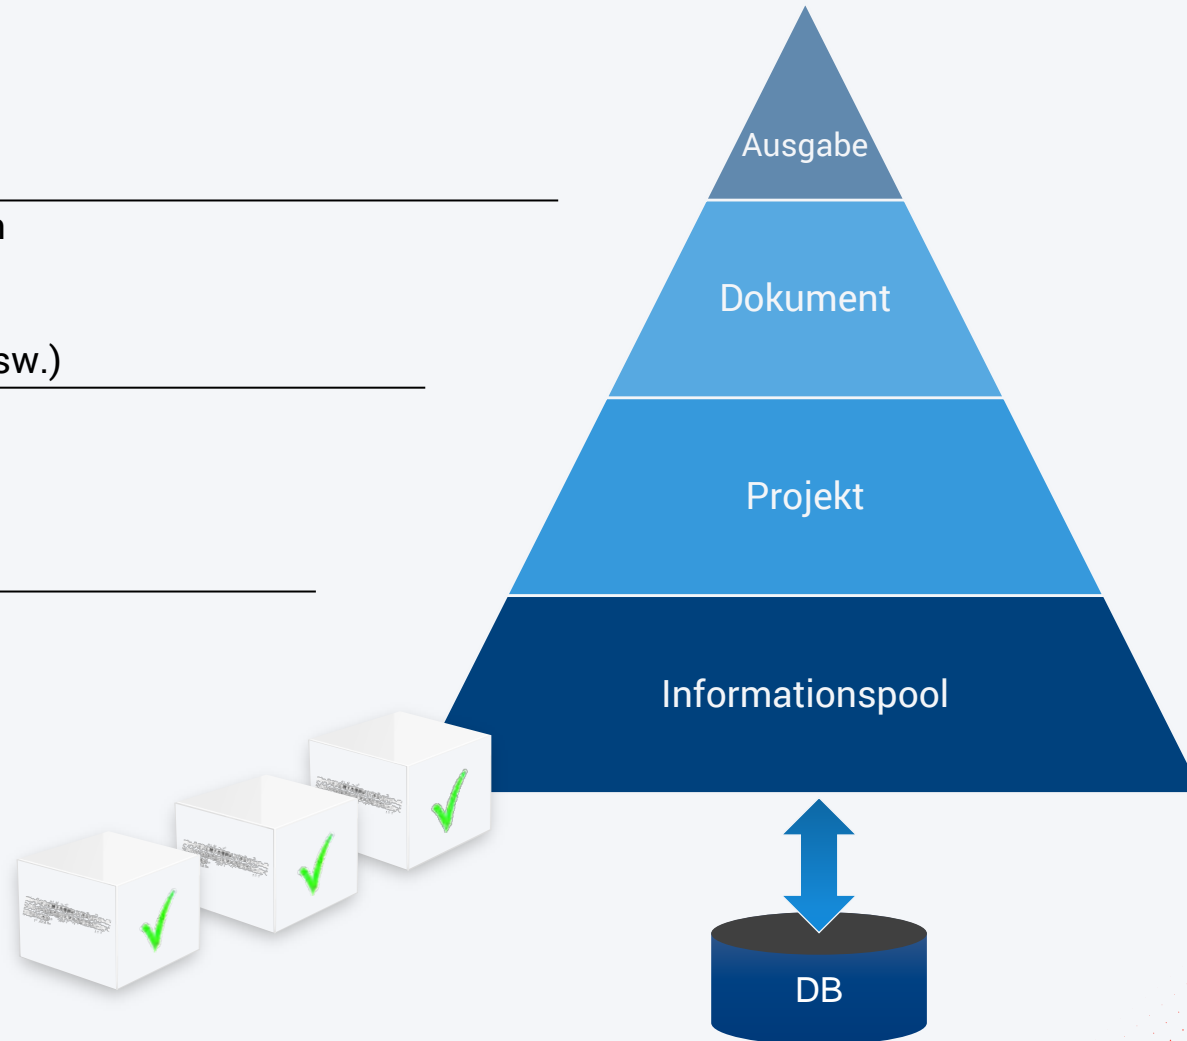 Ausgabe
n
Dokument
sw.)
Projekt
Informationspool
DB